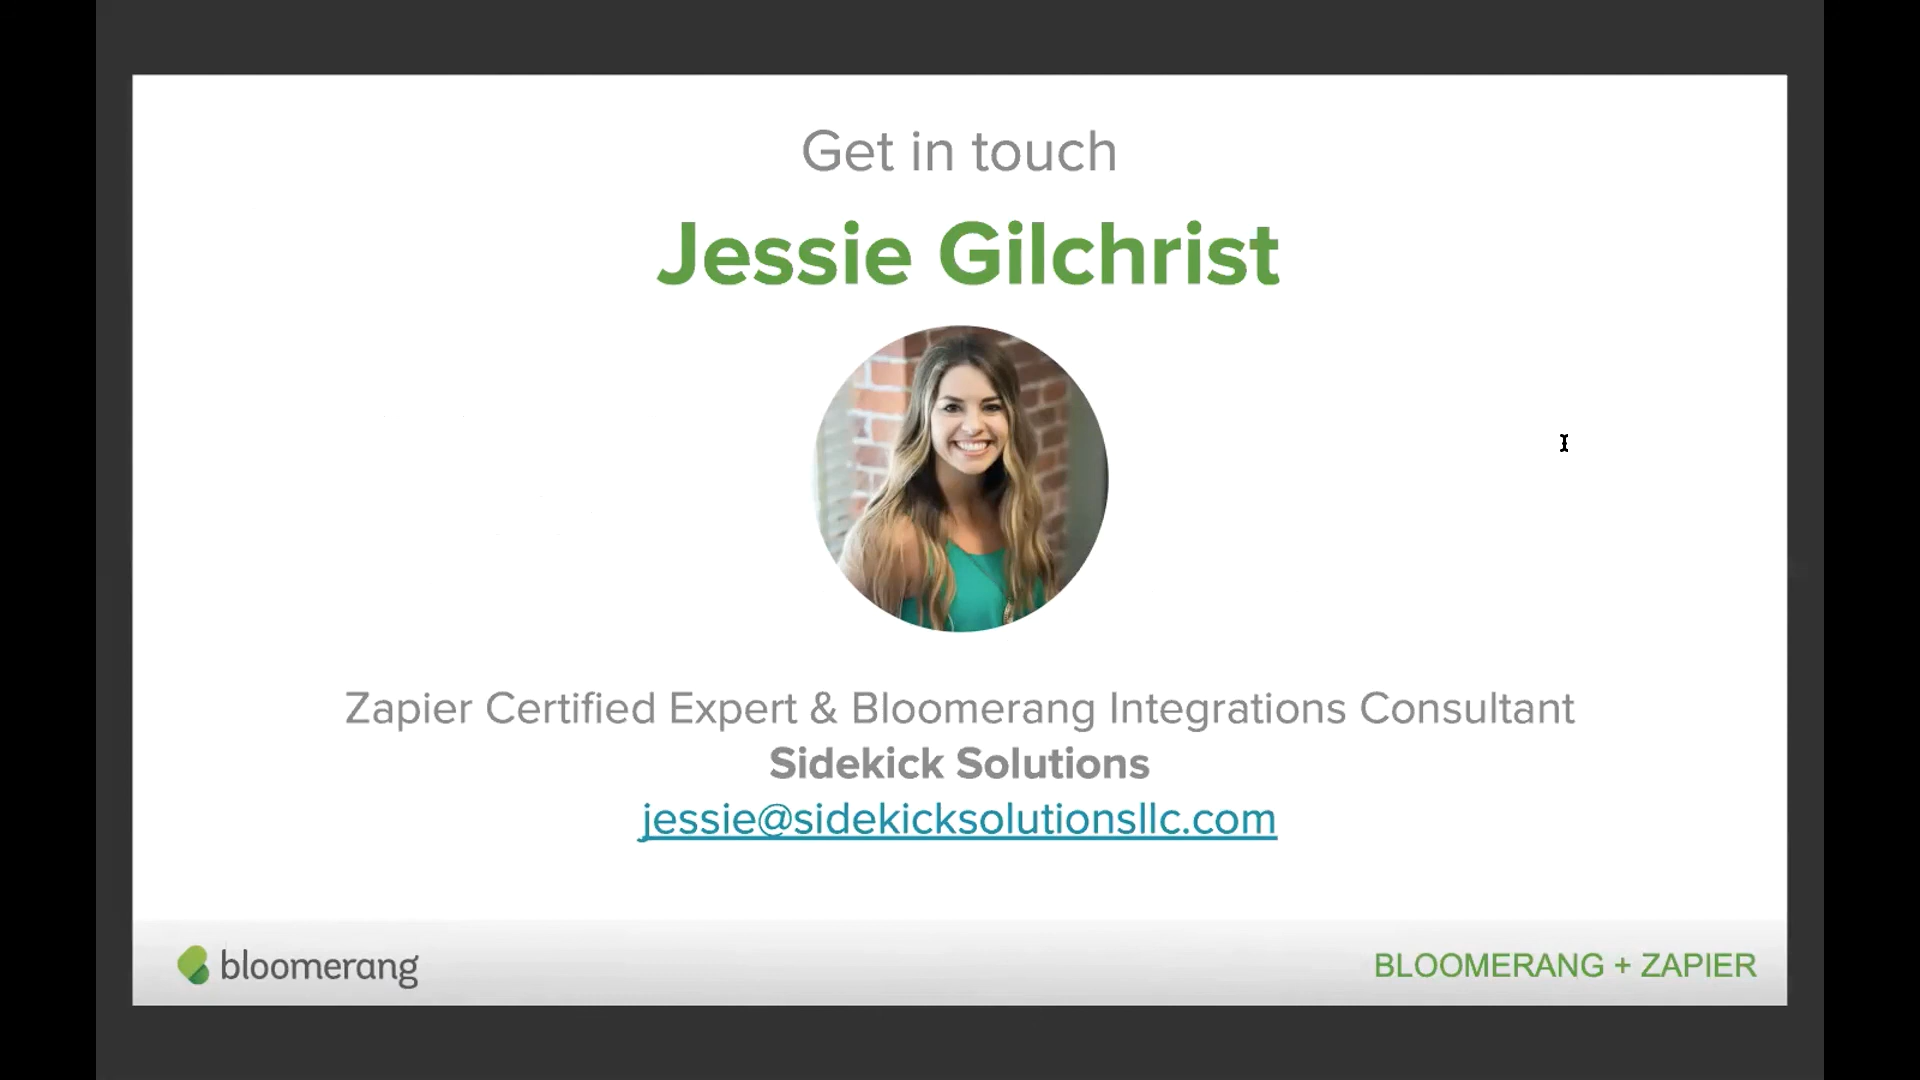 Get in touch
Jessie Gilchrist
Zapier Certified Expert & Bloomerang Integrations Consultant
Sidekick Solutions
jessie@sidekicksolutionsllc.com
bloomerang
BLOOMERANG + ZAPIER